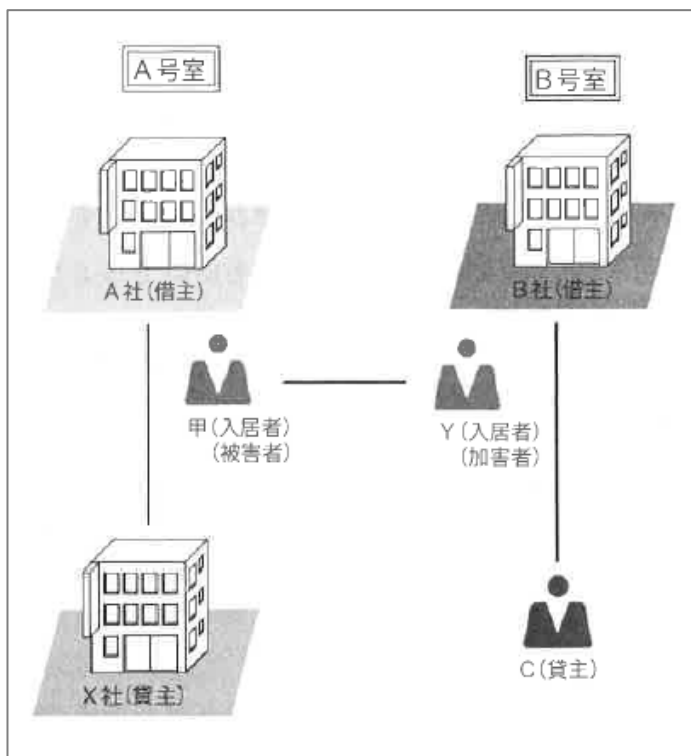 A号室
B号室
A社(借主)
B社(借主)
甲(入居者)
(被害者)
Y(入居者)
(加害者)
X社(貸主)
C(貸主)